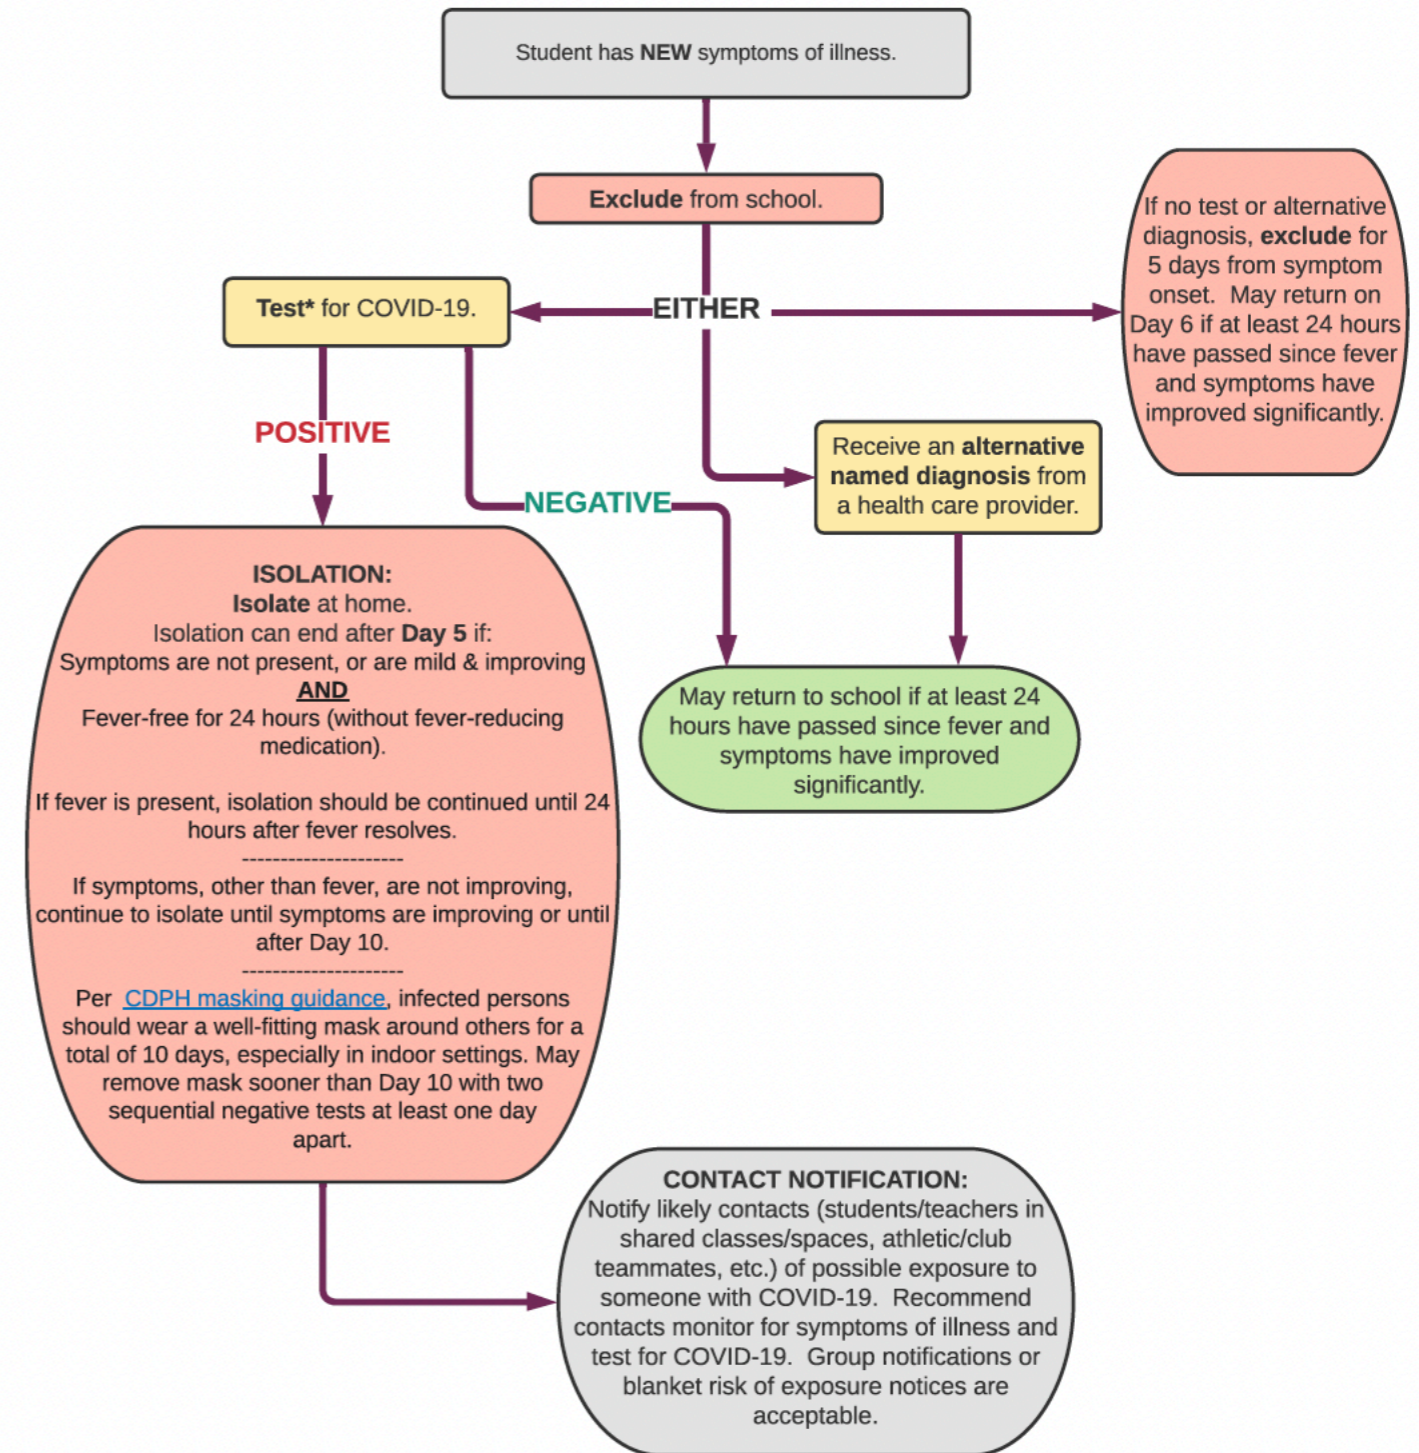 Student has NEW symptoms of illness.
Exclude from school.
If no test or alternative
diagnosis, exclude for
5 days from symptom
onset.  May return on
Day 6 if at least 24 hours
have passed since fever
and symptoms have
improved significantly.
Test* for COVID-19.
EITHER
POSITIVE
Receive an alternative
named diagnosis from
a health care provider.
NEGATIVE
ISOLATION:
Isolate at home.
Isolation can end after Day 5 if:
Symptoms are not present, or are mild & improving
AND
Fever-free for 24 hours (without fever-reducing
medication).
If fever is present, isolation should be continued until 24
hours after fever resolves.
---------------------
If symptoms, other than fever, are not improving,
continue to isolate until symptoms are improving or until
after Day 10.
---------------------
Per  CDPH masking guidance, infected persons
should wear a well-fitting mask around others for a
total of 10 days, especially in indoor settings. May
remove mask sooner than Day 10 with two
sequential negative tests at least one day
apart.
May return to school if at least 24
hours have passed since fever and
symptoms have improved
significantly.
CONTACT NOTIFICATION:
Notify likely contacts (students/teachers in
shared classes/spaces, athletic/club
teammates, etc.) of possible exposure to
someone with COVID-19.  Recommend
contacts monitor for symptoms of illness and
test for COVID-19.  Group notifications or
blanket risk of exposure notices are
acceptable.